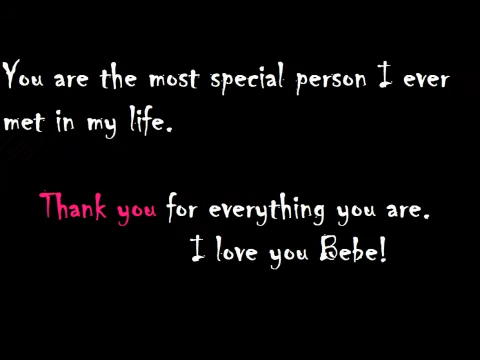 You are the most special person I ever
met in my life.
Thank you for everything you are.
I love you Bebe!